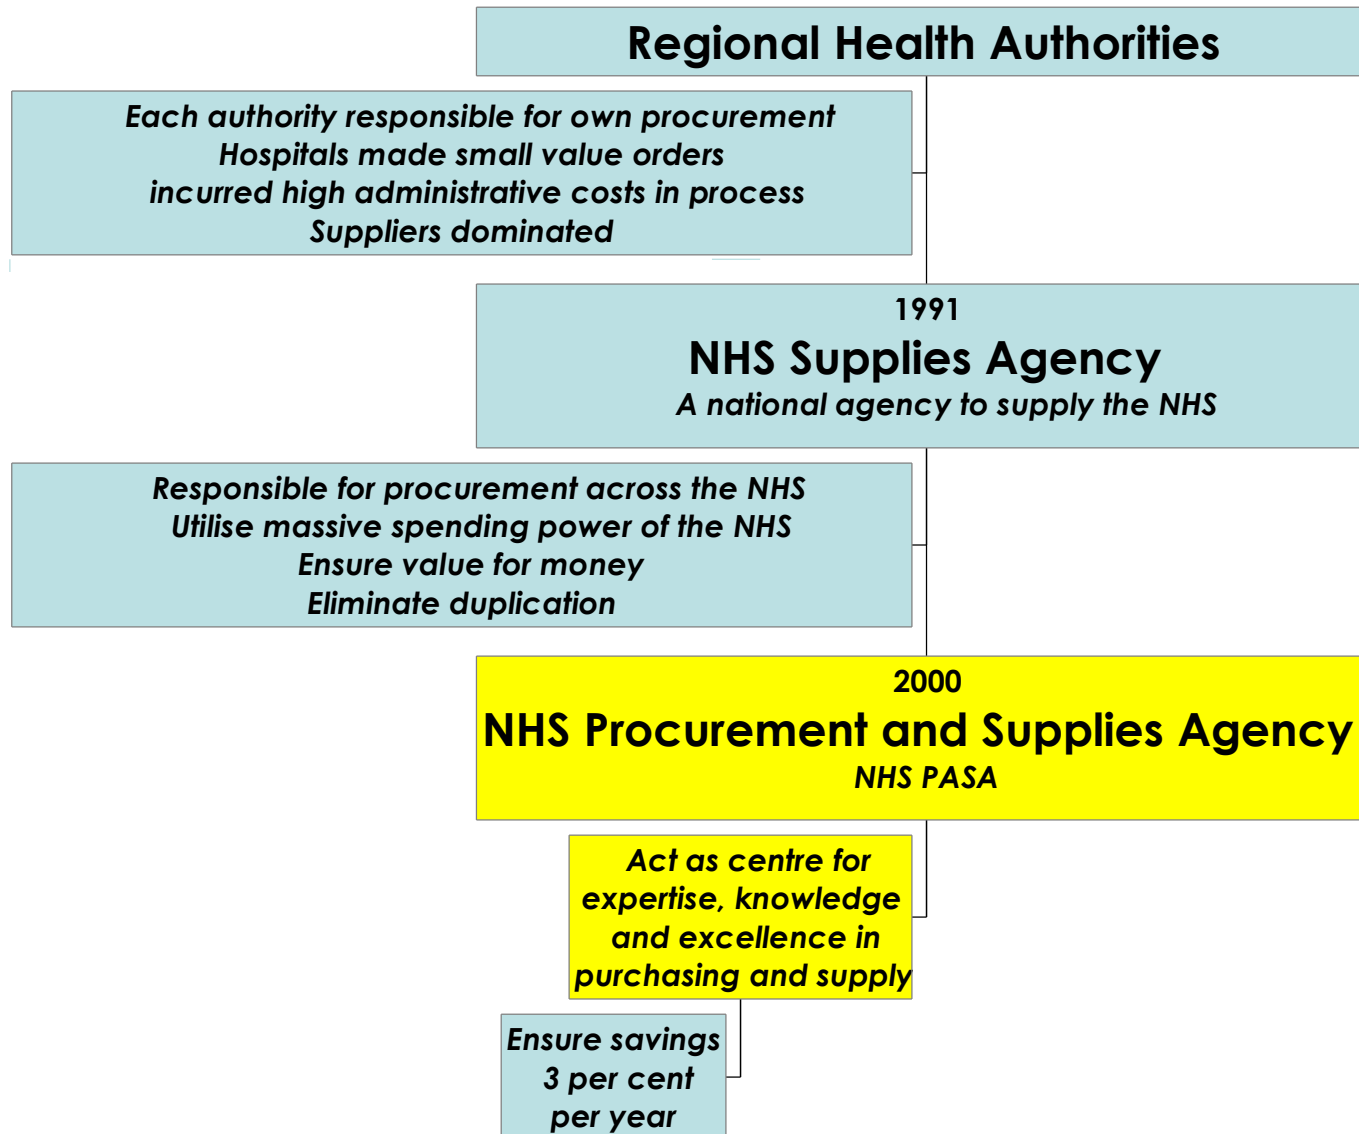 Regional Health Authorities
Each authority responsible for own procurement
Hospitals made small value orders
incurred high administrative costs in process
Suppliers dominated
1991
NHS Supplies Agency
A national agency to supply the NHS
Responsible for procurement across the NHS
Utilise massive spending power of the NHS
Ensure value for money
Eliminate duplication
2000
NHS Procurement and Supplies Agency
NHS PASA
Act as centre for
expertise, knowledge
and excellence in
purchasing and supply
Ensure savings
3 per cent
per year